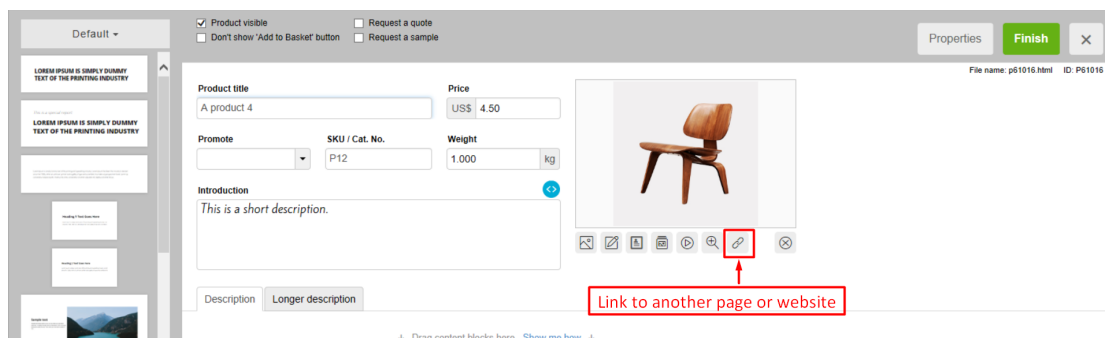 Default
Product visible
Request a quote
Don't show 'Add to Basket' button
Request a sample
Properties
Finish
File name: p61016.html ID: P61016
LOREM IPSUM IS SIMPLY DUMMY
TEXT OF THE PRINTING INDUSTRY
LOREM IPSUM IS SIMPLY DUMMY
TEXT OF THE PRINTING INDUSTRY
Product title
Price
A product 4
US$ 4.50
Promote
SKU / Cat. No.
Weight
P12
1.000 kg
Introduction
This is a short description.
Description
Longer description
Link to another page or website
Drag content blocks here Show me how